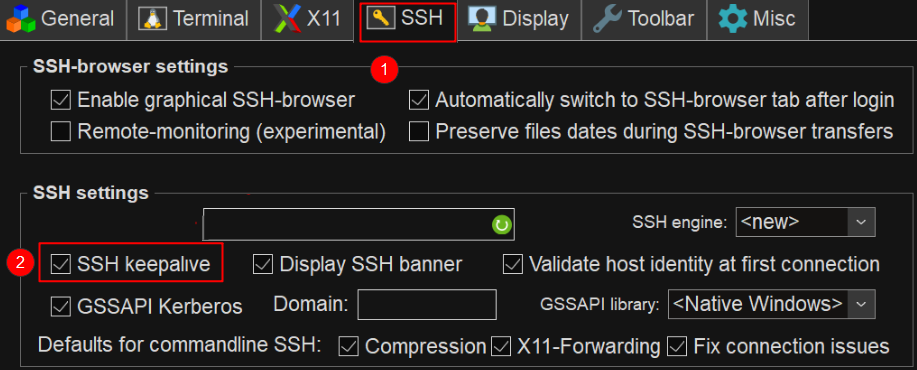 General Terminal X11 SSH Display Toolbar Misc
1
SSH-browser settings
Enable graphical SSH-browser Automatically switch to SSH-browser tab after login
Remote-monitoring (experimental) Preserve files dates during SSH-browser transfers
SSH settings
SSH engine: <new>
2 SSH keepalive Display SSH banner Validate host identity at first connection
GSSAPI Kerberos Domain: GSSAPI library: <Native Windows>
Defaults for commandline SSH: Compression X11-Forwarding Fix connection issues